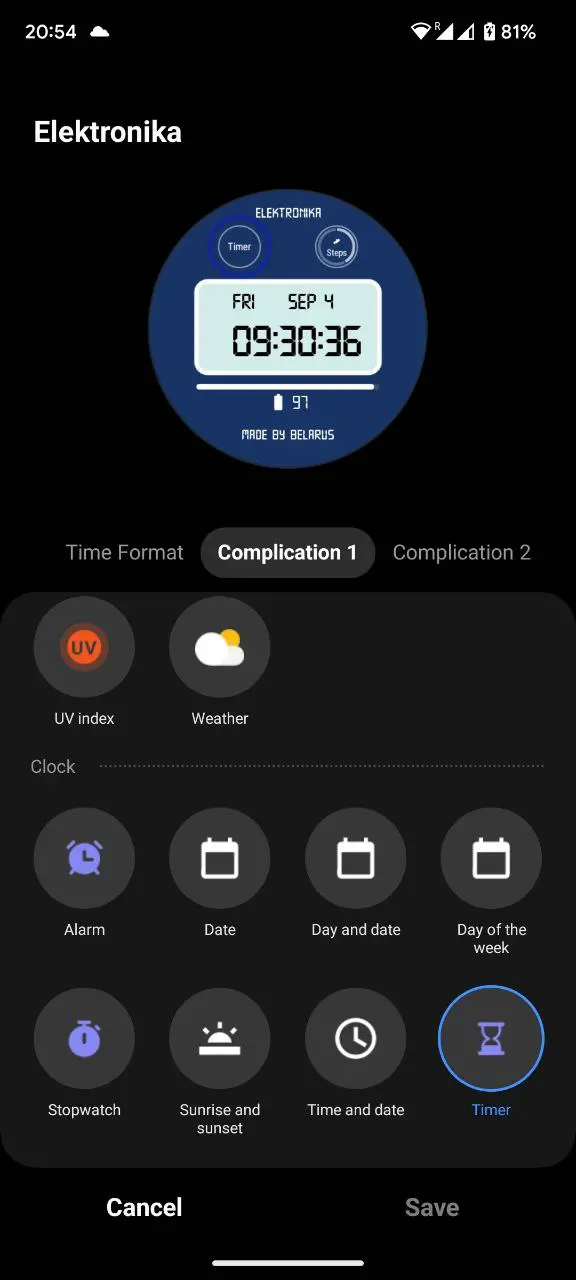 20:54
R
81%
Elektronika
ELEKTRONIKA
Timer
Steps
FRI SEP 4
09:30:36
97
MADE BY BELARUS
Time Format Complication 1 Complication 2
UV
UV index Weather
Clock
Alarm Date Day and date Day of the
week
Stopwatch Sunrise and Time and date Timer
sunset
Cancel Save